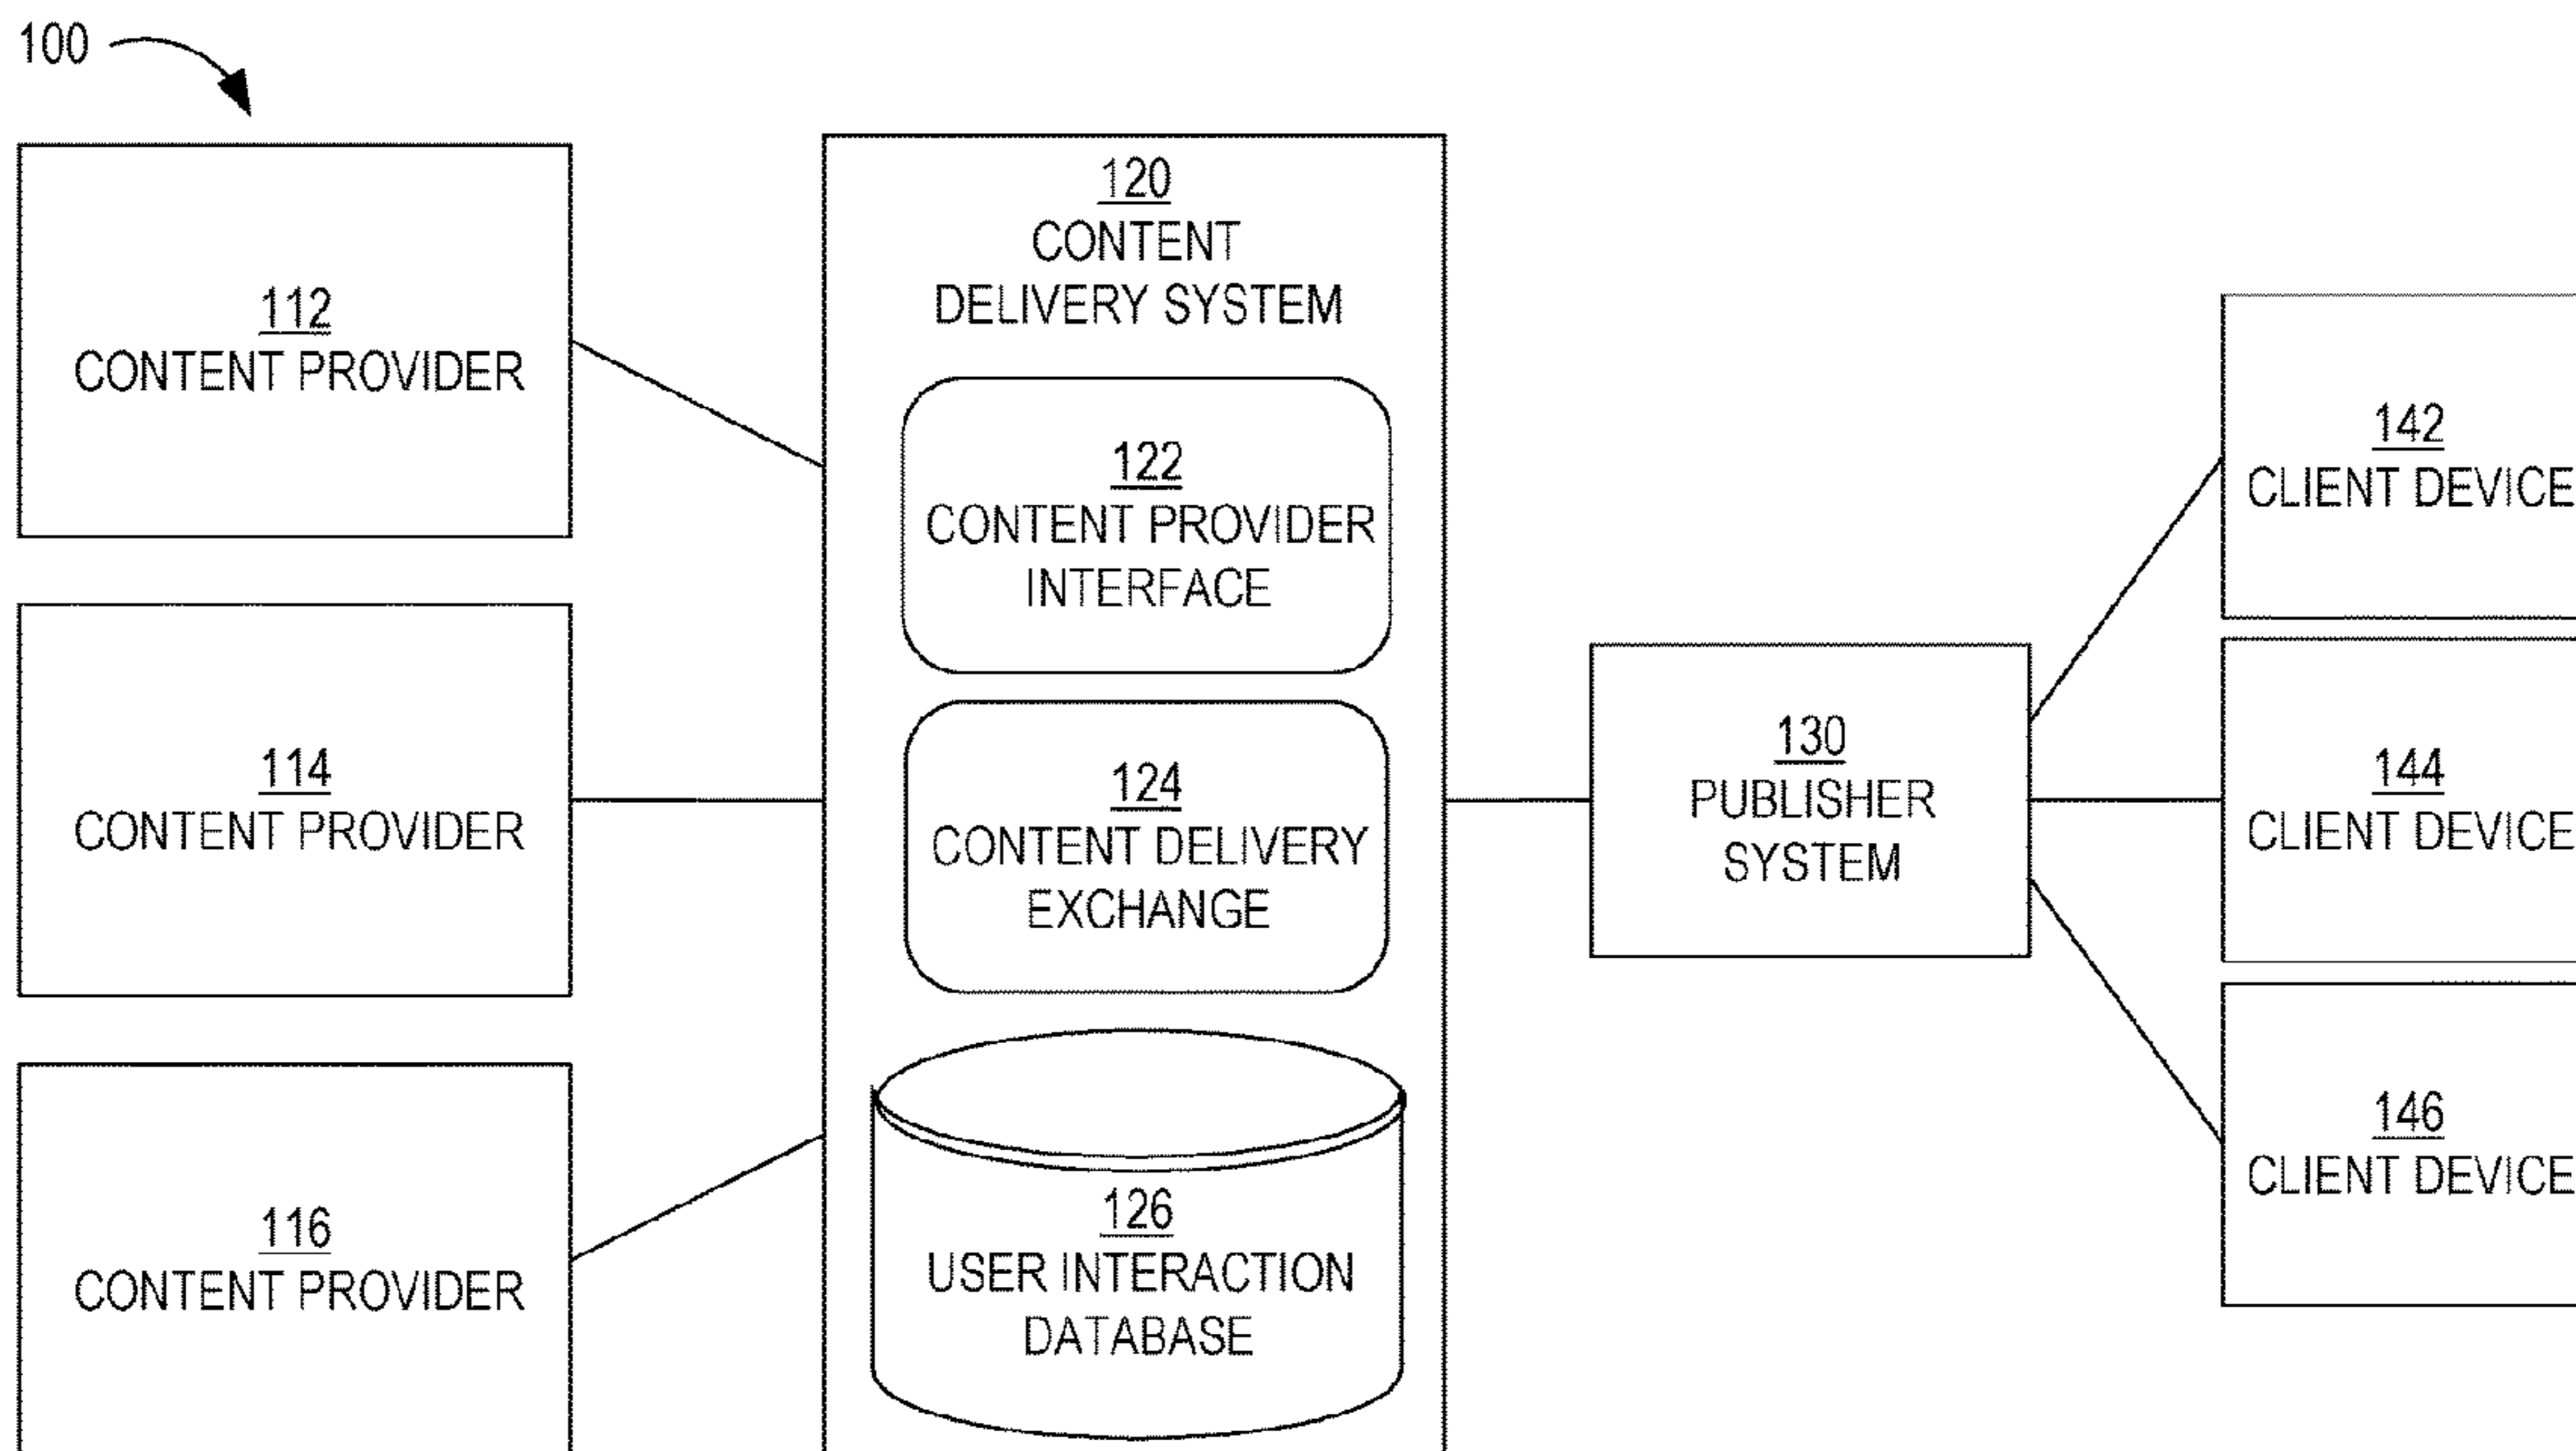 100
112
CONTENT PROVIDER
114
CONTENT PROVIDER
116
CONTENT PROVIDER
120
CONTENT
DELIVERY SYSTEM
122
CONTENT PROVIDER
INTERFACE
124
CONTENT DELIVERY
EXCHANGE
126
USER INTERACTION
DATABASE
130
PUBLISHER
SYSTEM
142
CLIENT DEVICE
144
CLIENT DEVICE
146
CLIENT DEVICE